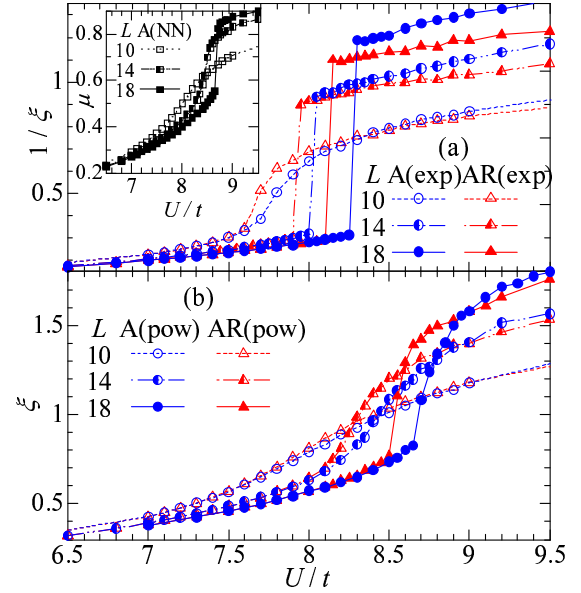 L A(NN)
10
14
18
0.8
0.6
0.4
0.2
μ
7 8 9
U / t
1
0.5
1 / ξ
(a)
L A(exp) AR(exp)
10
14
18
(b)
L A(pow) AR(pow)
10
14
18
1.5
1
0.5
ξ
6.5 7 7.5 8 8.5 9 9.5
U / t